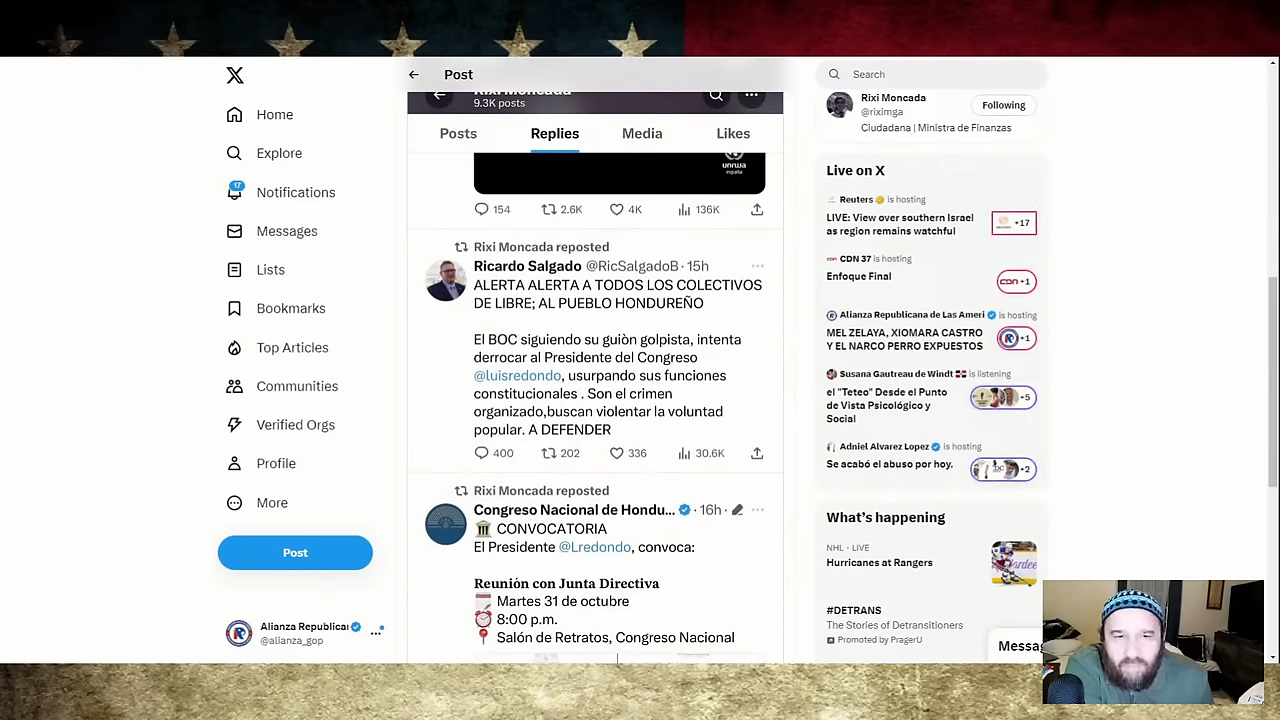 Home
Explore
17
Notifications
Messages
Lists
Bookmarks
Top Articles
Communities
Verified Orgs
Profile
More
Post
Alianza Republica
@alianza_gop
Post
Rixi Moncada
9.3K posts
Posts
Replies
Media
Likes
unrwa
españa
154
2.6K
4K
136K
Rixi Moncada reposted
Ricardo Salgado @RicSalgadoB · 15h
ALERTA ALERTA A TODOS LOS COLECTIVOS
DE LIBRE; AL PUEBLO HONDUREÑO
El BOC siguiendo su guiòn golpista, intenta
derrocar al Presidente del Congreso
@luisredondo, usurpando sus funciones
constitucionales . Son el crimen
organizado,buscan violentar la voluntad
popular. A DEFENDER
400
202
336
30.6K
Rixi Moncada reposted
Congreso Nacional de Hondu... · 16h ·
CONVOCATORIA
El Presidente @Lredondo, convoca:
Reunión con Junta Directiva
Martes 31 de octubre
8:00 p.m.
Salón de Retratos, Congreso Nacional
Search
Rixi Moncada
@riximga
Following
Ciudadana | Ministra de Finanzas
Live on X
Reuters is hosting
LIVE: View over southern Israel
as region remains watchful
+17
CDN 37 is hosting
Enfoque Final
CDN +1
Alianza Republicana de Las Ameri is hosting
MEL ZELAYA, XIOMARA CASTRO
Y EL NARCO PERRO EXPUESTOS
+1
Susana Gautreau de Windt is listening
el "Teteo" Desde el Punto
de Vista Psicológico y
Social
+5
Adniel Alvarez Lopez is hosting
Se acabó el abuso por hoy.
+2
What's happening
NHL · LIVE
Hurricanes at Rangers
#DETRANS
The Stories of Detransitioners
Promoted by PragerU